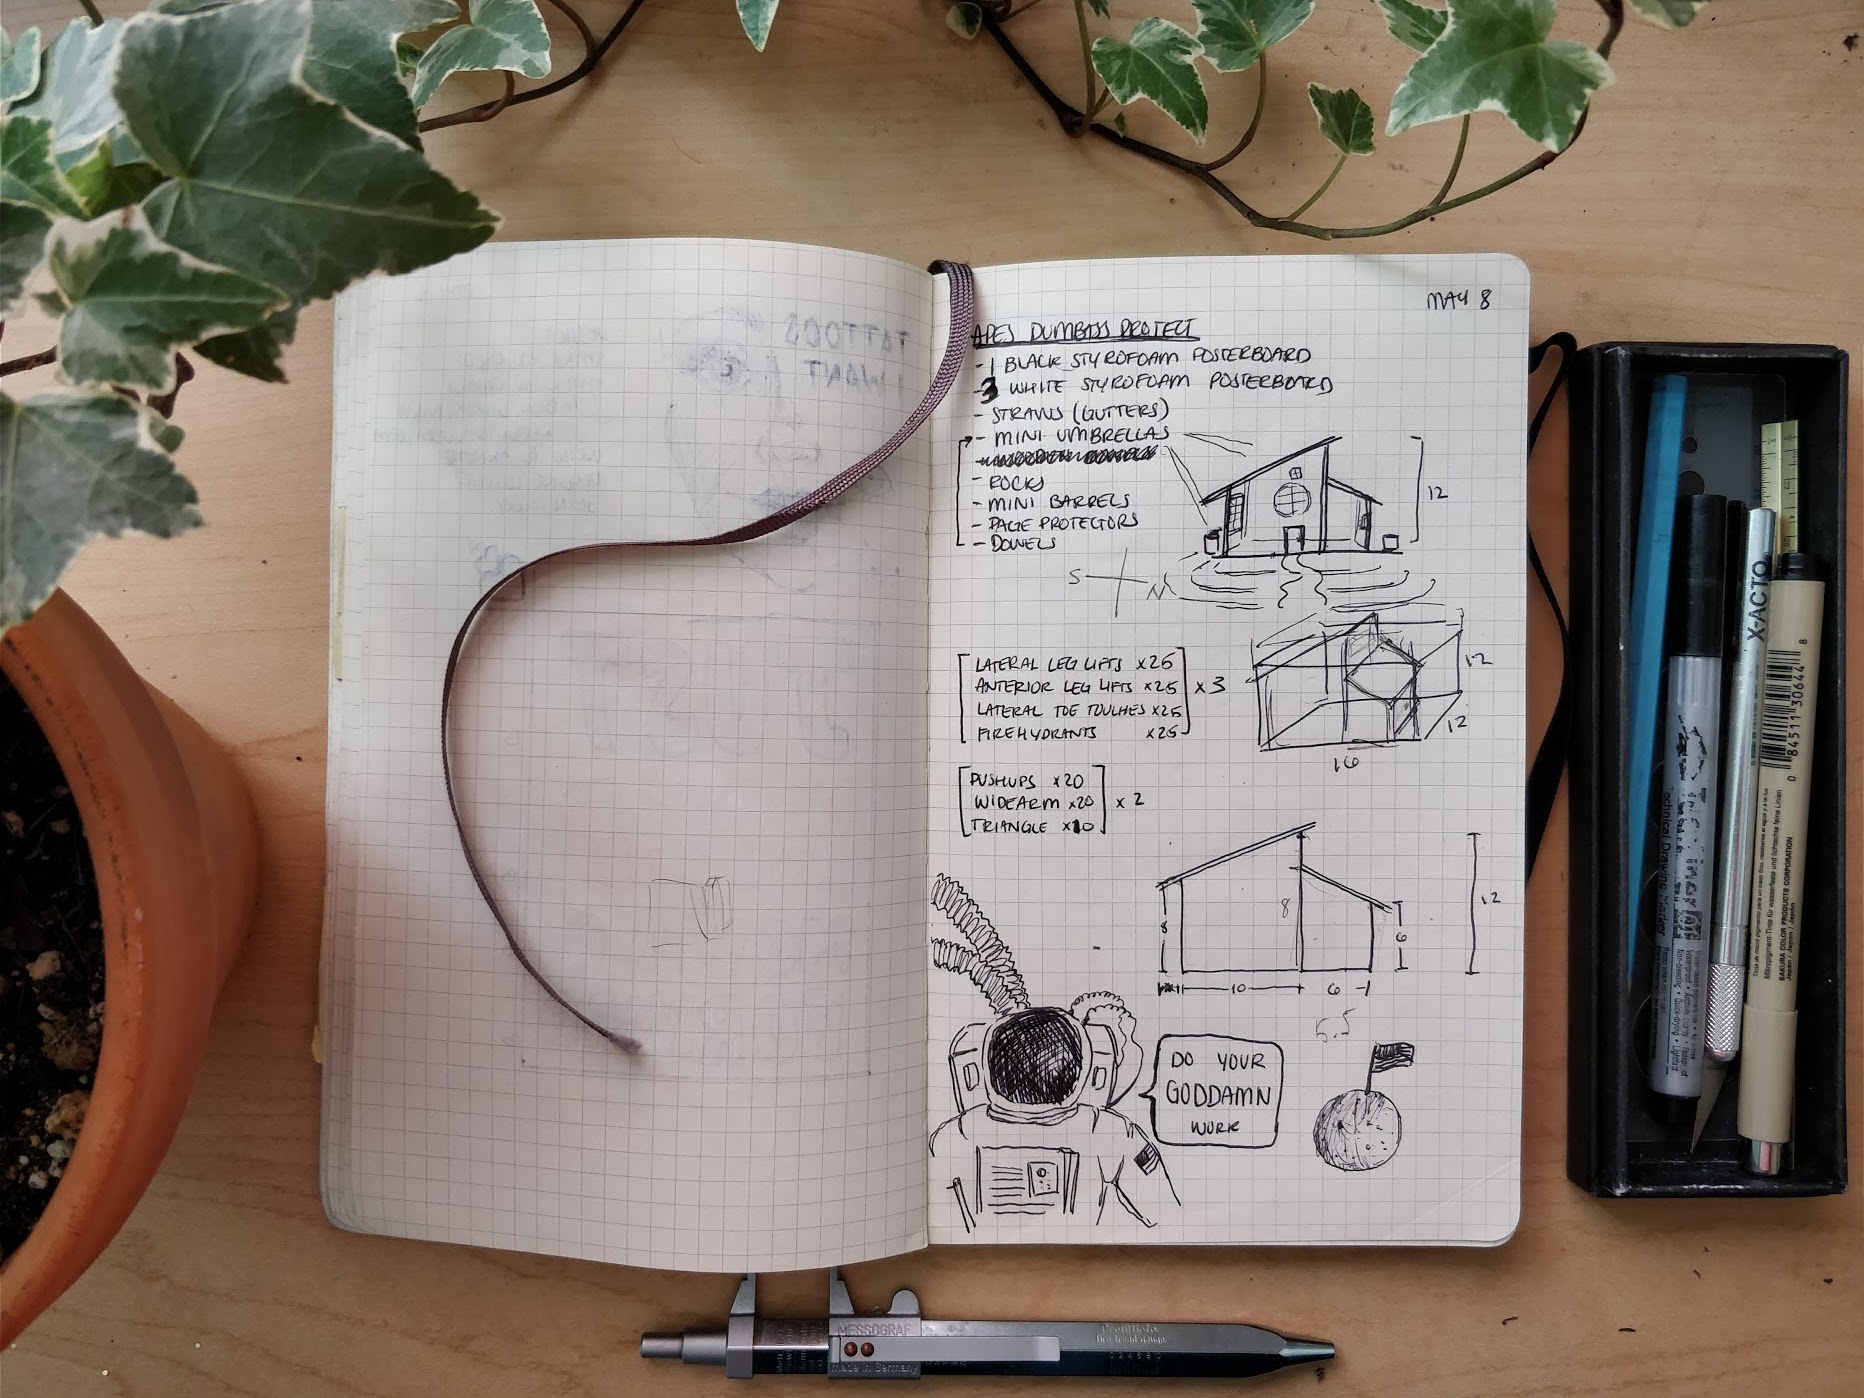 MAY 8
APES DUMBASS PROJECT
- 1 BLACK STYROFOAM POSTERBOARD
- 3 WHITE STYROFOAM POSTERBOARD
- STRAWS (GUTTERS)
- MINI UMBRELLAS
- ROCKS
- MINI BARRELS
- PAGE PROTECTORS
- DOWELS
12
S
N
LATERAL LEG LIFTS x25
ANTERIOR LEG LIFTS x25
LATERAL TOE TOUCHES x25
FIREHYDRANTS x25
x 3
12
12
16
PUSHUPS x20
WIDEARM x20
TRIANGLE x10
x 2
8
8
6
12
10
6
5.5
DO YOUR
GODDAMN
WORK
TATTOOS
I WANT
X-ACTO
Technical Drawing Marker
0 84511 30644 8
SAKURA COLOR PRODUCTS CORPORATION
MESSOGRAF
made in Germany